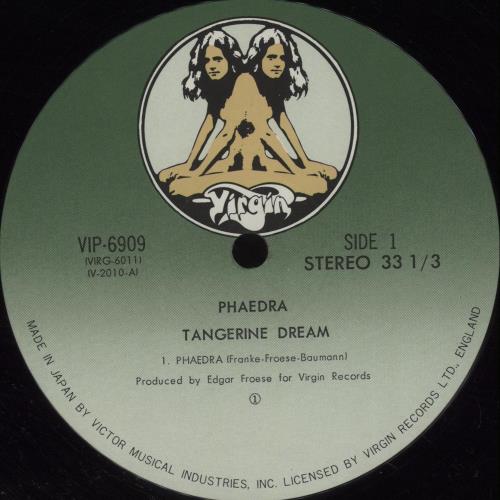 Virgin
VIP-6909
(VIRG-6011)
(V-2010-A)
SIDE 1
STEREO 33 1/3
PHAEDRA
TANGERINE DREAM
1. PHAEDRA (Franke-Froese-Baumann)
Produced by Edgar Froese for Virgin Records
①
MADE IN JAPAN BY VICTOR MUSICAL INDUSTRIES, INC. LICENSED BY VIRGIN RECORDS LTD., ENGLAND